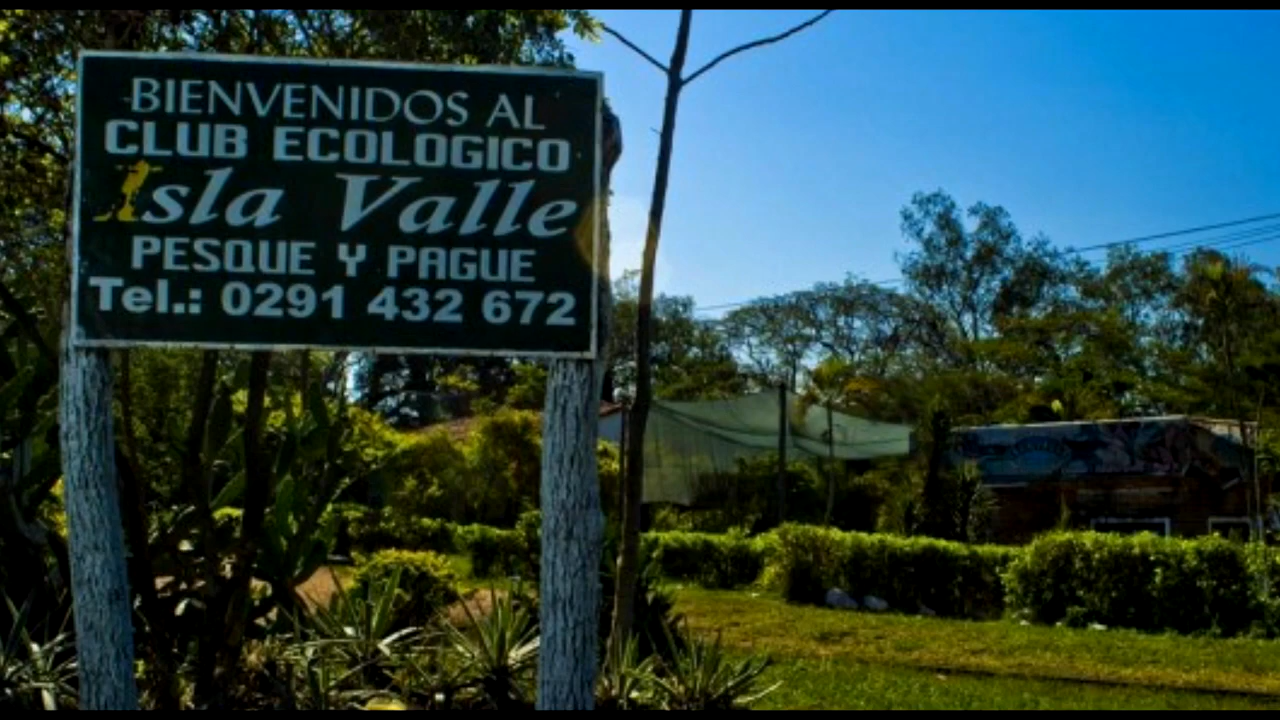 BIENVENIDOS AL
CLUB ECOLOGICO
Isla Valle
PESQUE Y PAGUE
Tel.: 0291 432 672